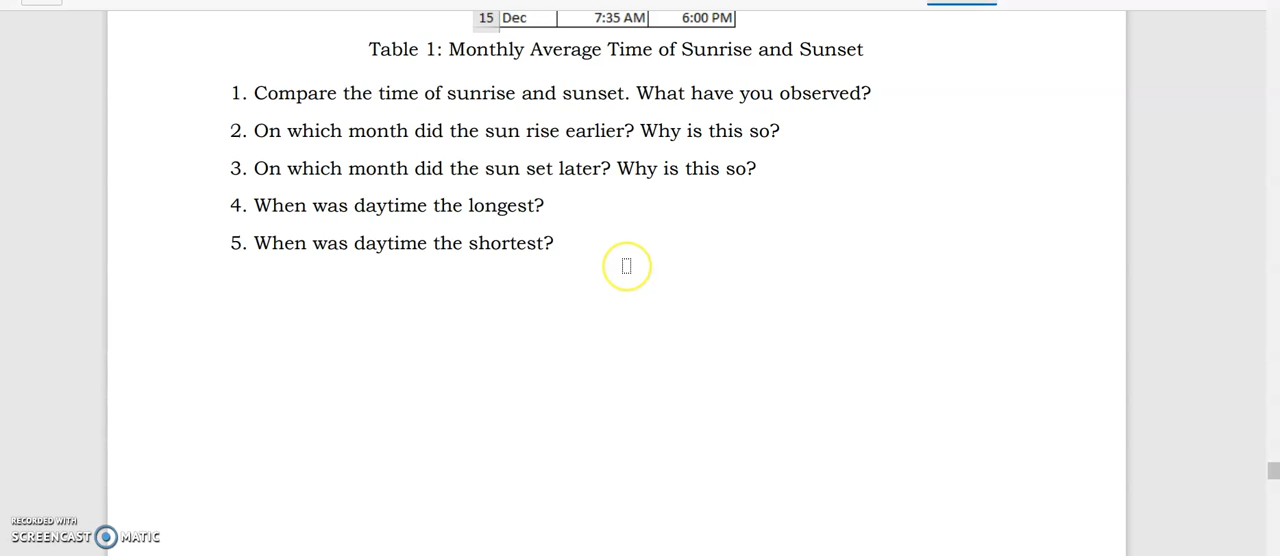 15 Dec 7:35 AM 6:00 PM
Table 1: Monthly Average Time of Sunrise and Sunset
1. Compare the time of sunrise and sunset. What have you observed?
2. On which month did the sun rise earlier? Why is this so?
3. On which month did the sun set later? Why is this so?
4. When was daytime the longest?
5. When was daytime the shortest?
RECORDED WITH
SCREENCAST MATIC